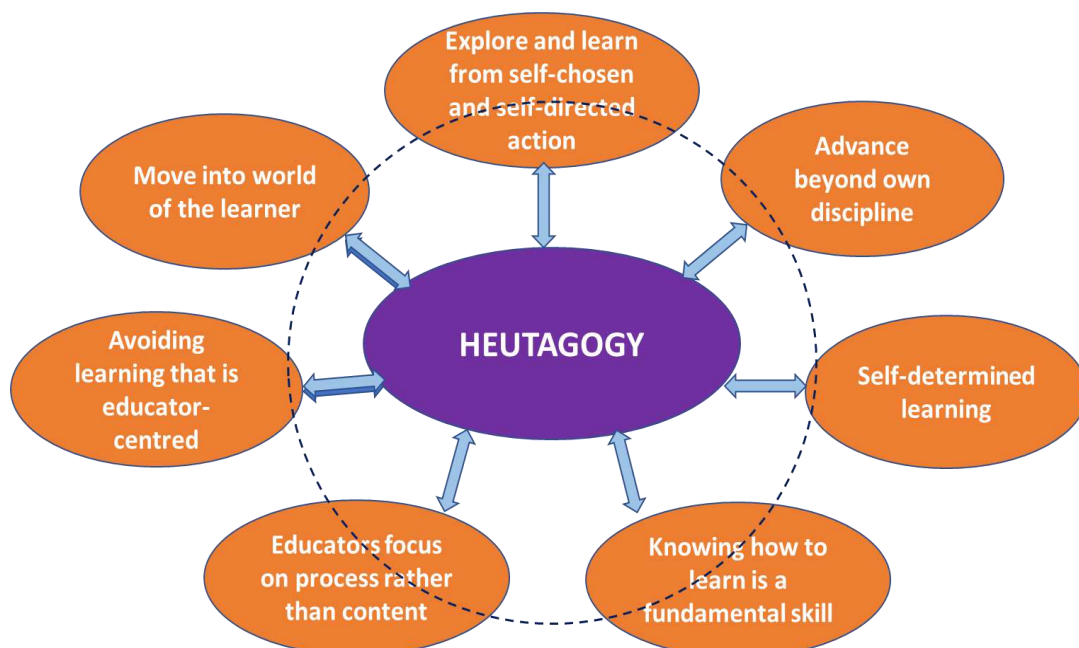 Explore and learn
from self-chosen
and self-directed
action
Advance
beyond own
discipline
Move into world
of the learner
HEUTAGOGY
Avoiding
learning that is
educator-
centred
Self-determined
learning
Educators focus
on process rather
than content
Knowing how to
learn is a
fundamental skill